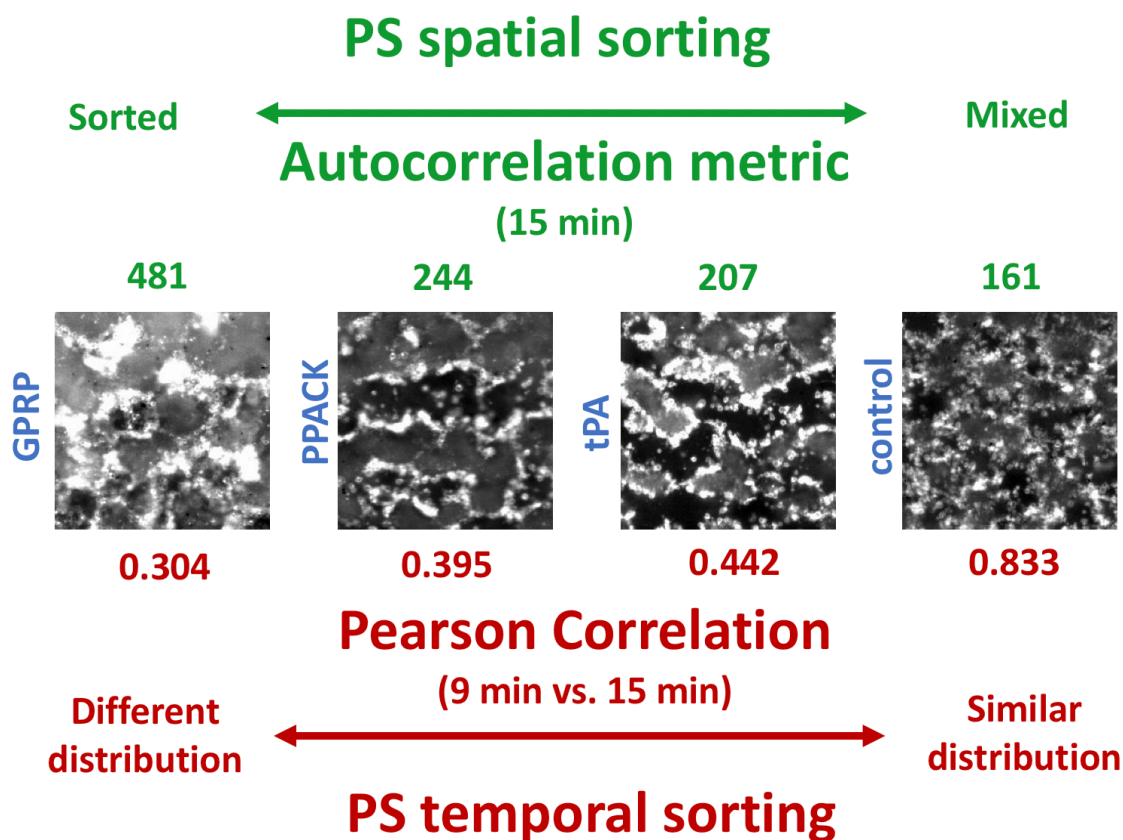 PS spatial sorting
Sorted
Mixed
Autocorrelation metric
(15 min)
481
244
207
161
GPRP
PPACK
tPA
control
0.304
0.395
0.442
0.833
Pearson Correlation
(9 min vs. 15 min)
Different
distribution
Similar
distribution
PS temporal sorting